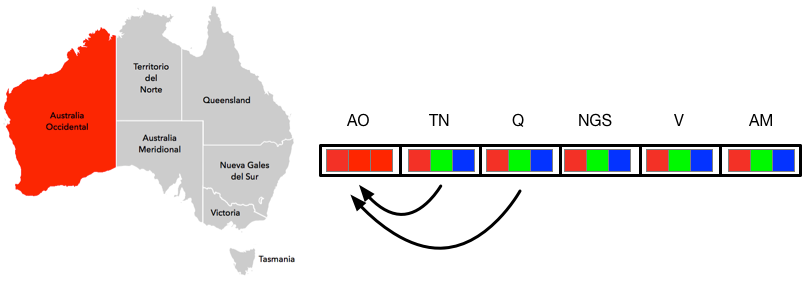 Territorio
del
Norte
Queensland
Australia
Occidental
Australia
Meridional
Nueva Gales
del Sur
Victoria
Tasmania
AO TN Q NGS V AM